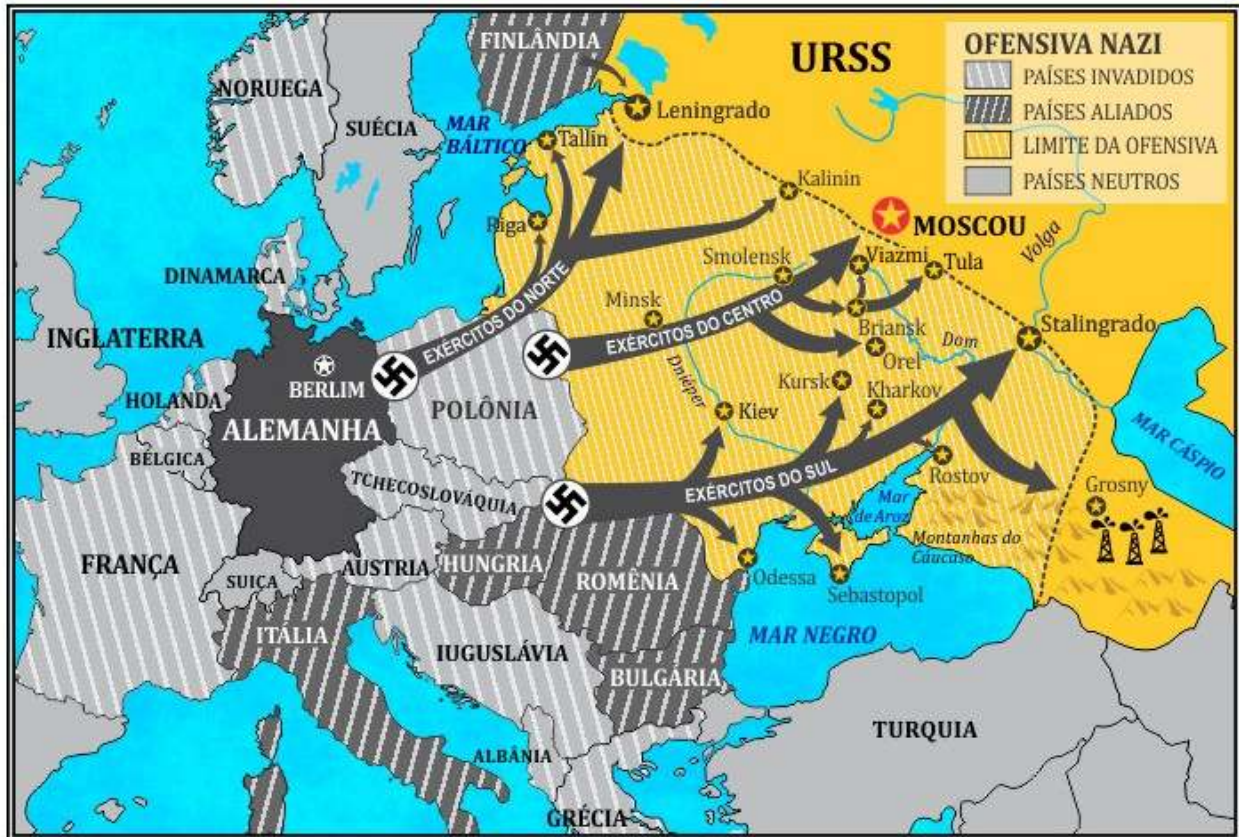 FINLÂNDIA
URSS
OFENSIVA NAZI
PAÍSES INVADIDOS
PAÍSES ALIADOS
LIMITE DA OFENSIVA
PAÍSES NEUTROS
NORUEGA
SUÉCIA
MAR
BÁLTICO
Leningrado
Tallin
Kalinin
Riga
MOSCOU
Volga
Smolensk
Viazmi
Tula
DINAMARCA
Minsk
EXÉRCITOS DO NORTE
EXÉRCITOS DO CENTRO
Briansk
Orel
Dom
Stalingrado
INGLATERRA
BERLIM
HOLANDA
ALEMANHA
POLÔNIA
Dniéper
Kursk
Kharkov
Kiev
MAR CÁSPIO
BÉLGICA
TCHECOSLOVÁQUIA
EXÉRCITOS DO SUL
Rostov
Grosny
Mar
de Aroz
Montanhas do
Cáucaso
FRANÇA
SUIÇA
AUSTRIA
HUNGRIA
ROMÊNIA
Odessa
Sebastopol
ITÁLIA
IUGUSLÁVIA
MAR NEGRO
BULGÁRIA
TURQUIA
ALBÂNIA
GRÉCIA